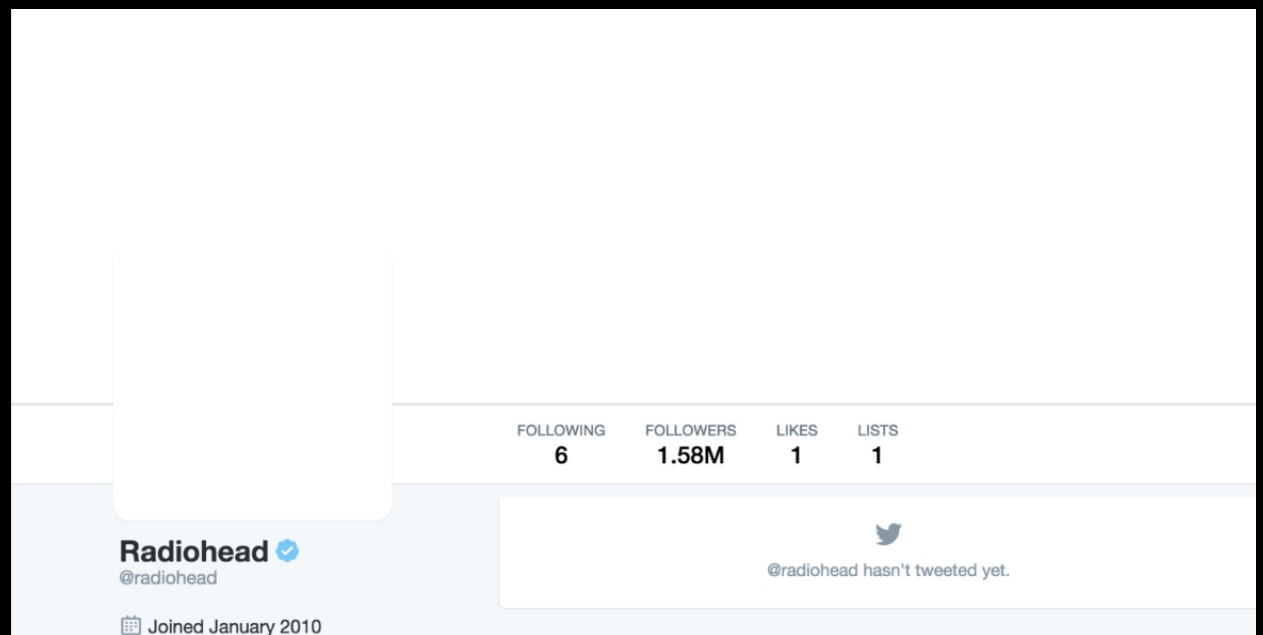 FOLLOWING FOLLOWERS LIKES LISTS
6 1.58M 1 1
Radiohead
@radiohead
Joined January 2010
@radiohead hasn't tweeted yet.